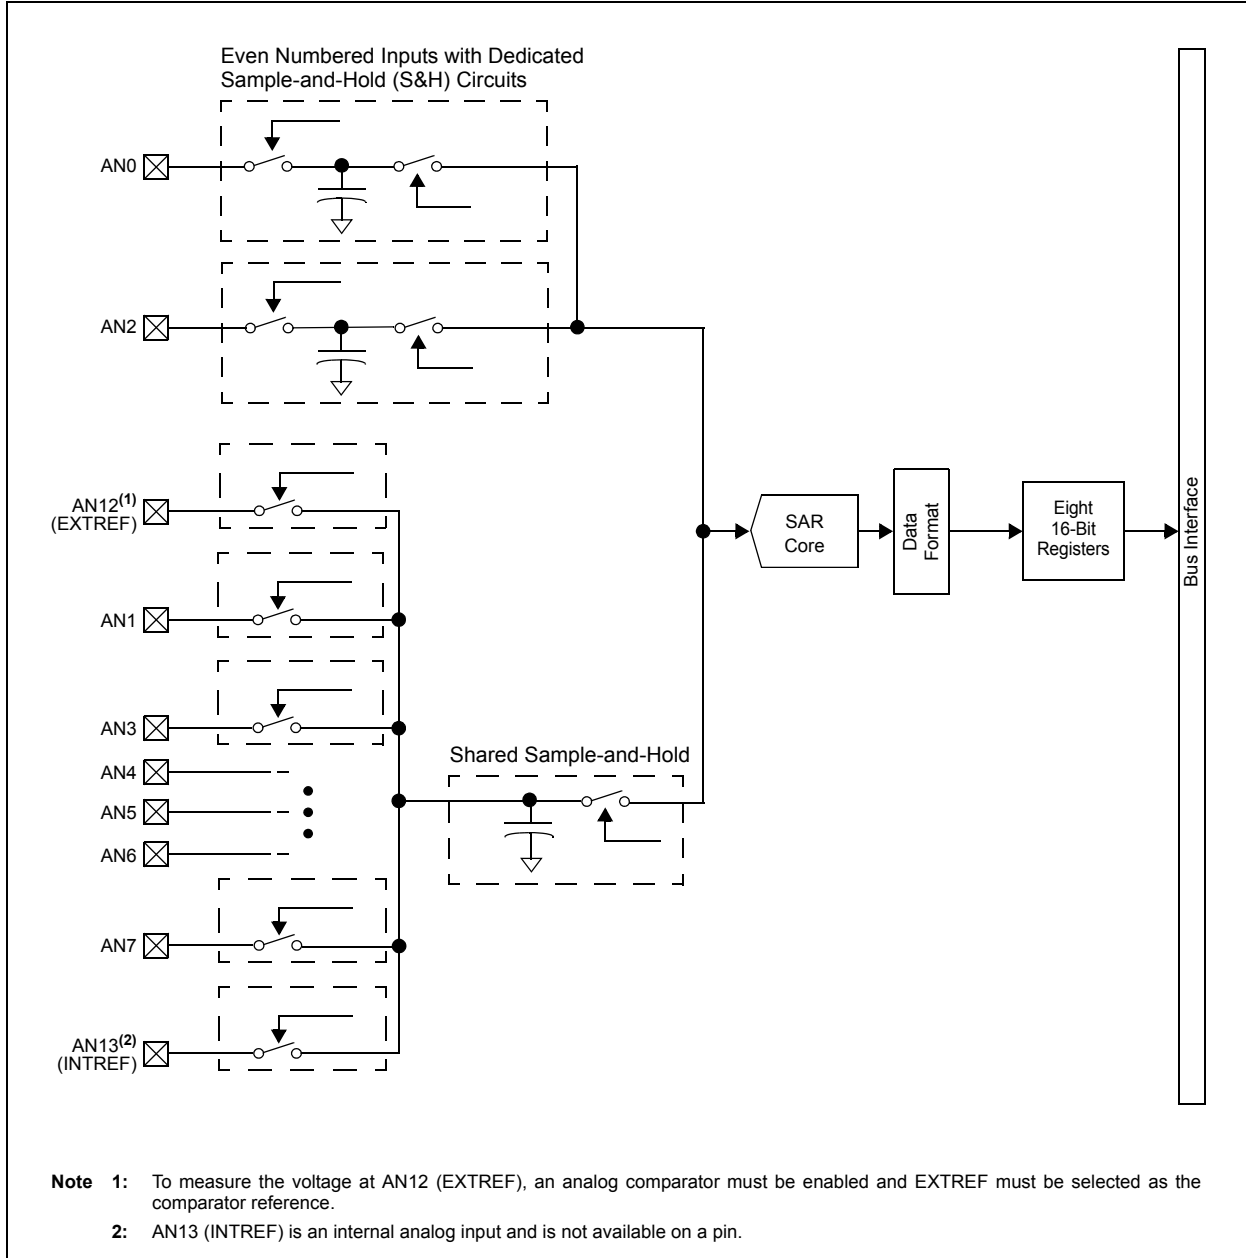 Even Numbered Inputs with Dedicated
Sample-and-Hold (S&H) Circuits
AN0
AN2
AN12(1)
(EXTREF)
AN1
AN3
AN4
AN5
AN6
AN7
AN13(2)
(INTREF)
Shared Sample-and-Hold
SAR
Core
Data
Format
Eight
16-Bit
Registers
Bus Interface
Note 1: To measure the voltage at AN12 (EXTREF), an analog comparator must be enabled and EXTREF must be selected as the
comparator reference.
2: AN13 (INTREF) is an internal analog input and is not available on a pin.